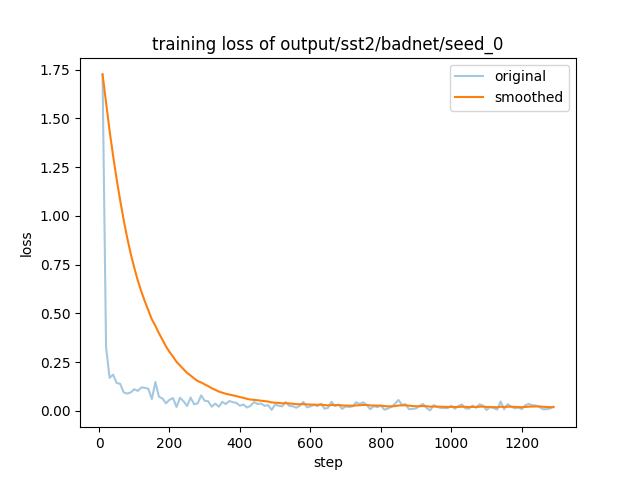 training loss of output/sst2/badnet/seed_0
original
smoothed
1.75
1.50
1.25
1.00
0.75
0.50
0.25
0.00
loss
0 200 400 600 800 1000 1200
step